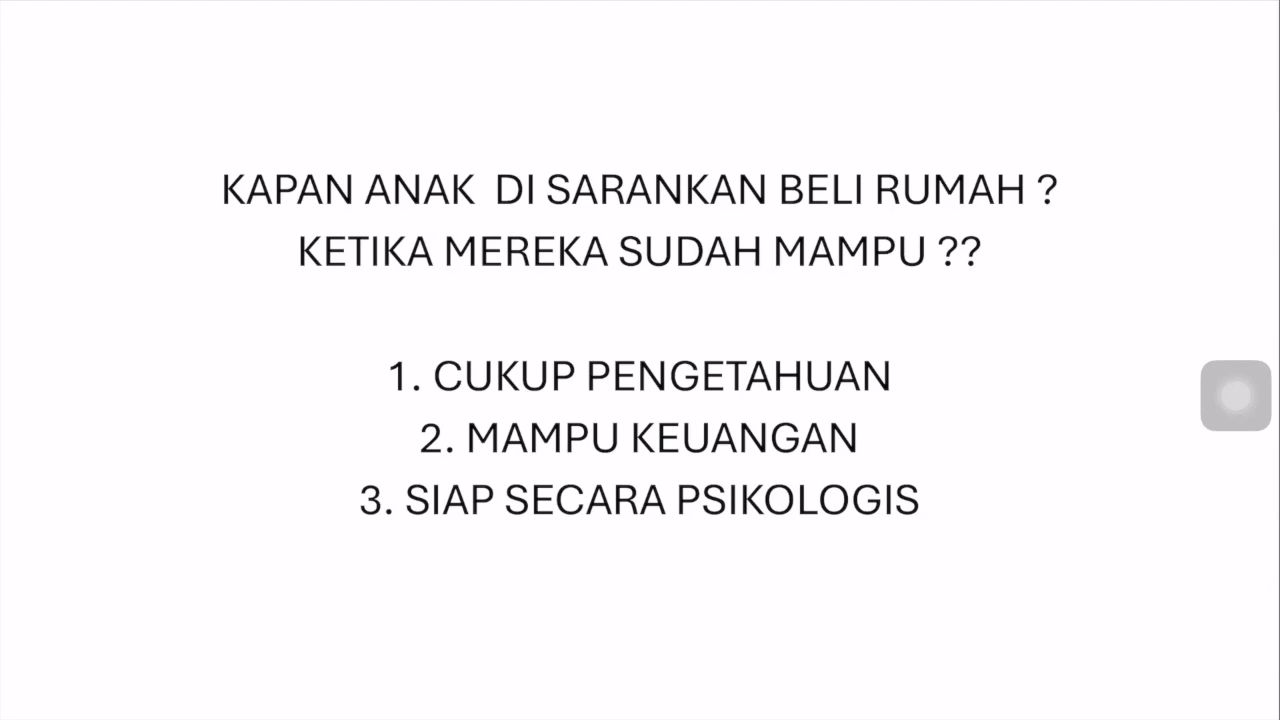 KAPAN ANAK DI SARANKAN BELI RUMAH ?
KETIKA MEREKA SUDAH MAMPU ??
1. CUKUP PENGETAHUAN
2. MAMPU KEUANGAN
3. SIAP SECARA PSIKOLOGIS